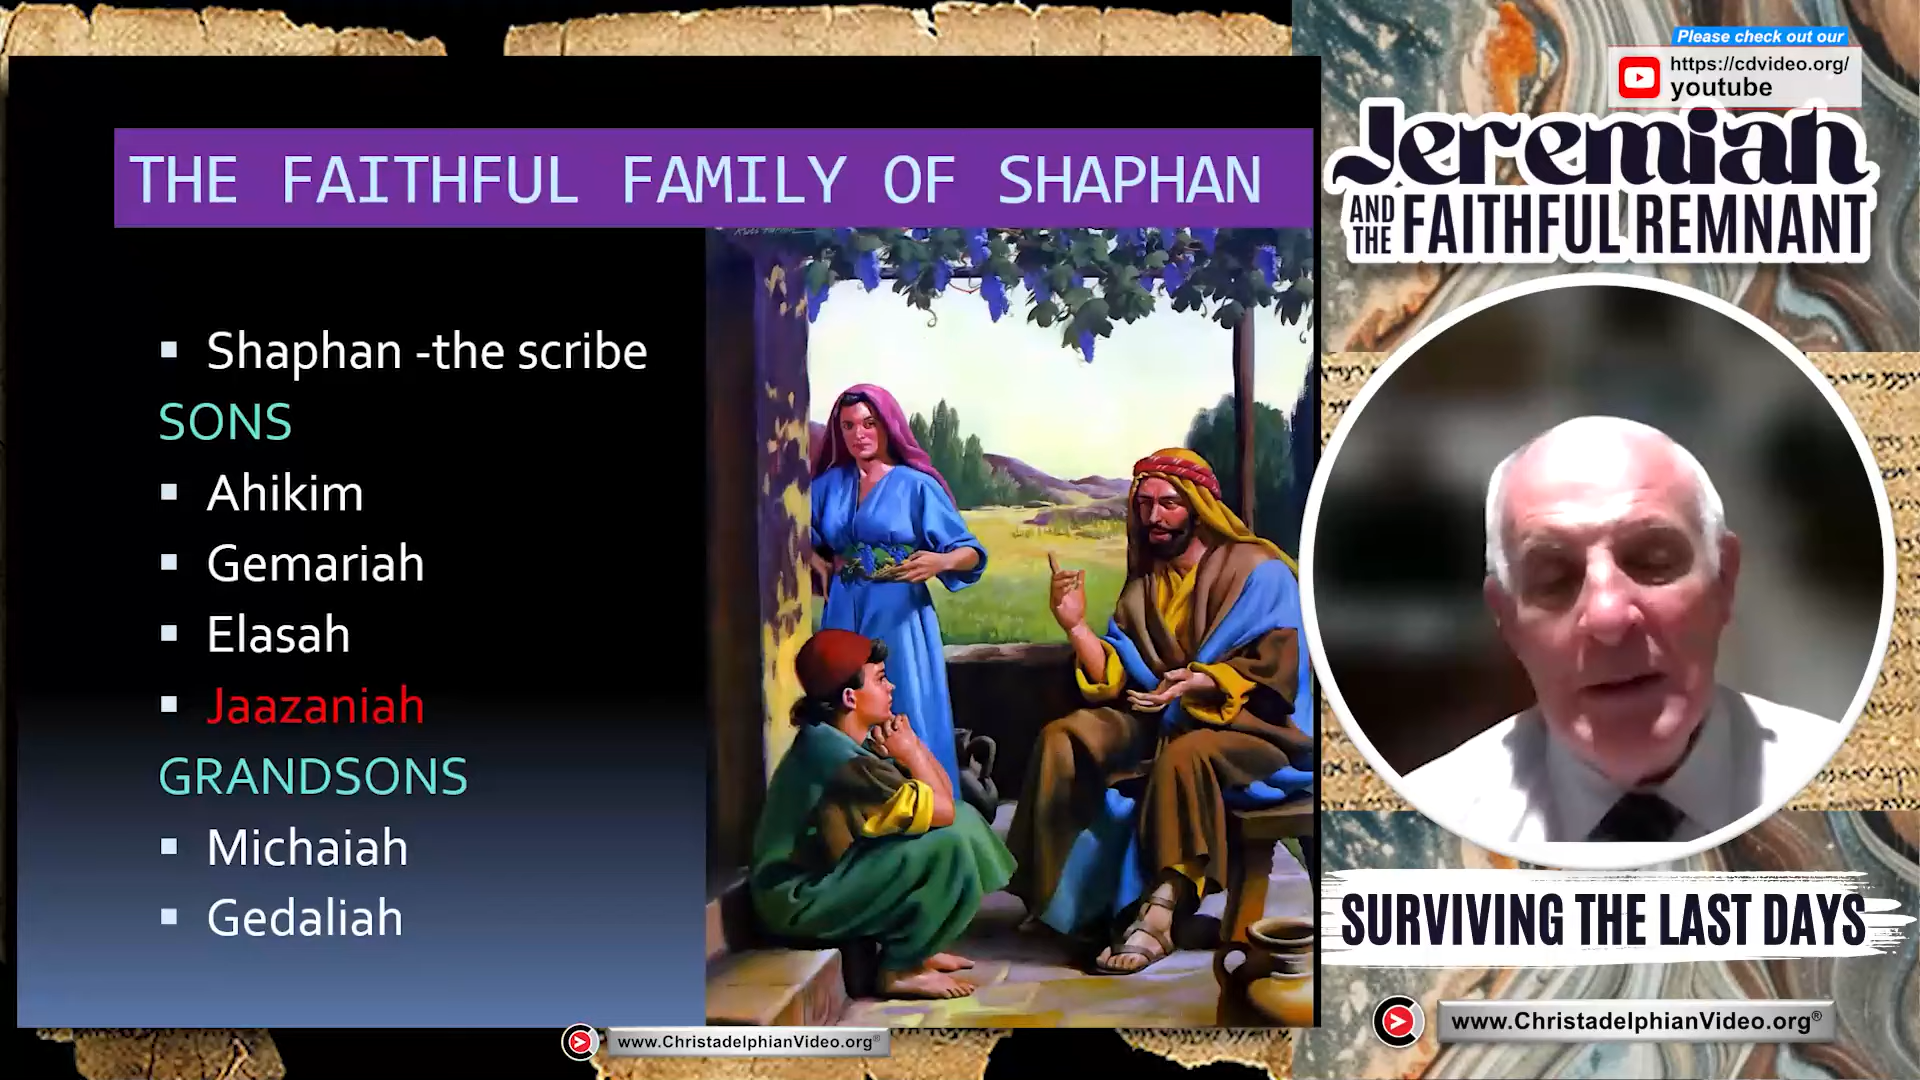 THE FAITHFUL FAMILY OF SHAPHAN
Shaphan -the scribe
SONS
Ahikim
Gemariah
Elasah
Jaazaniah
GRANDSONS
Michaiah
Gedaliah
www.ChristadelphianVideo.org®
Please check out our
https://cdvideo.org/
youtube
Jeremiah
AND THE FAITHFUL REMNANT
SURVIVING THE LAST DAYS
www.ChristadelphianVideo.org®